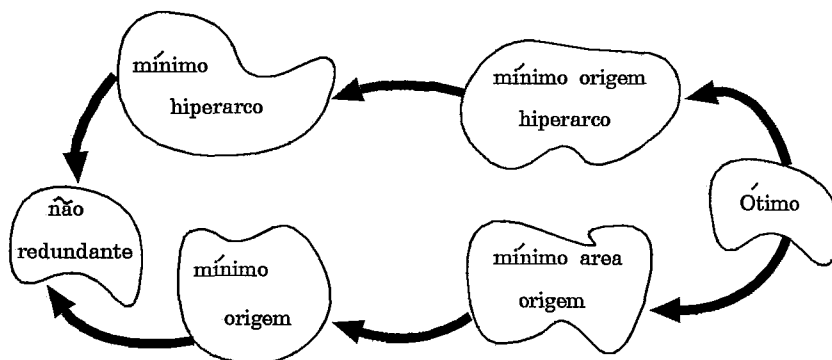 mínimo
hiperarco
mínimo origem
hiperarco
Ótimo
não
redundante
mínimo
origem
mínimo area
origem